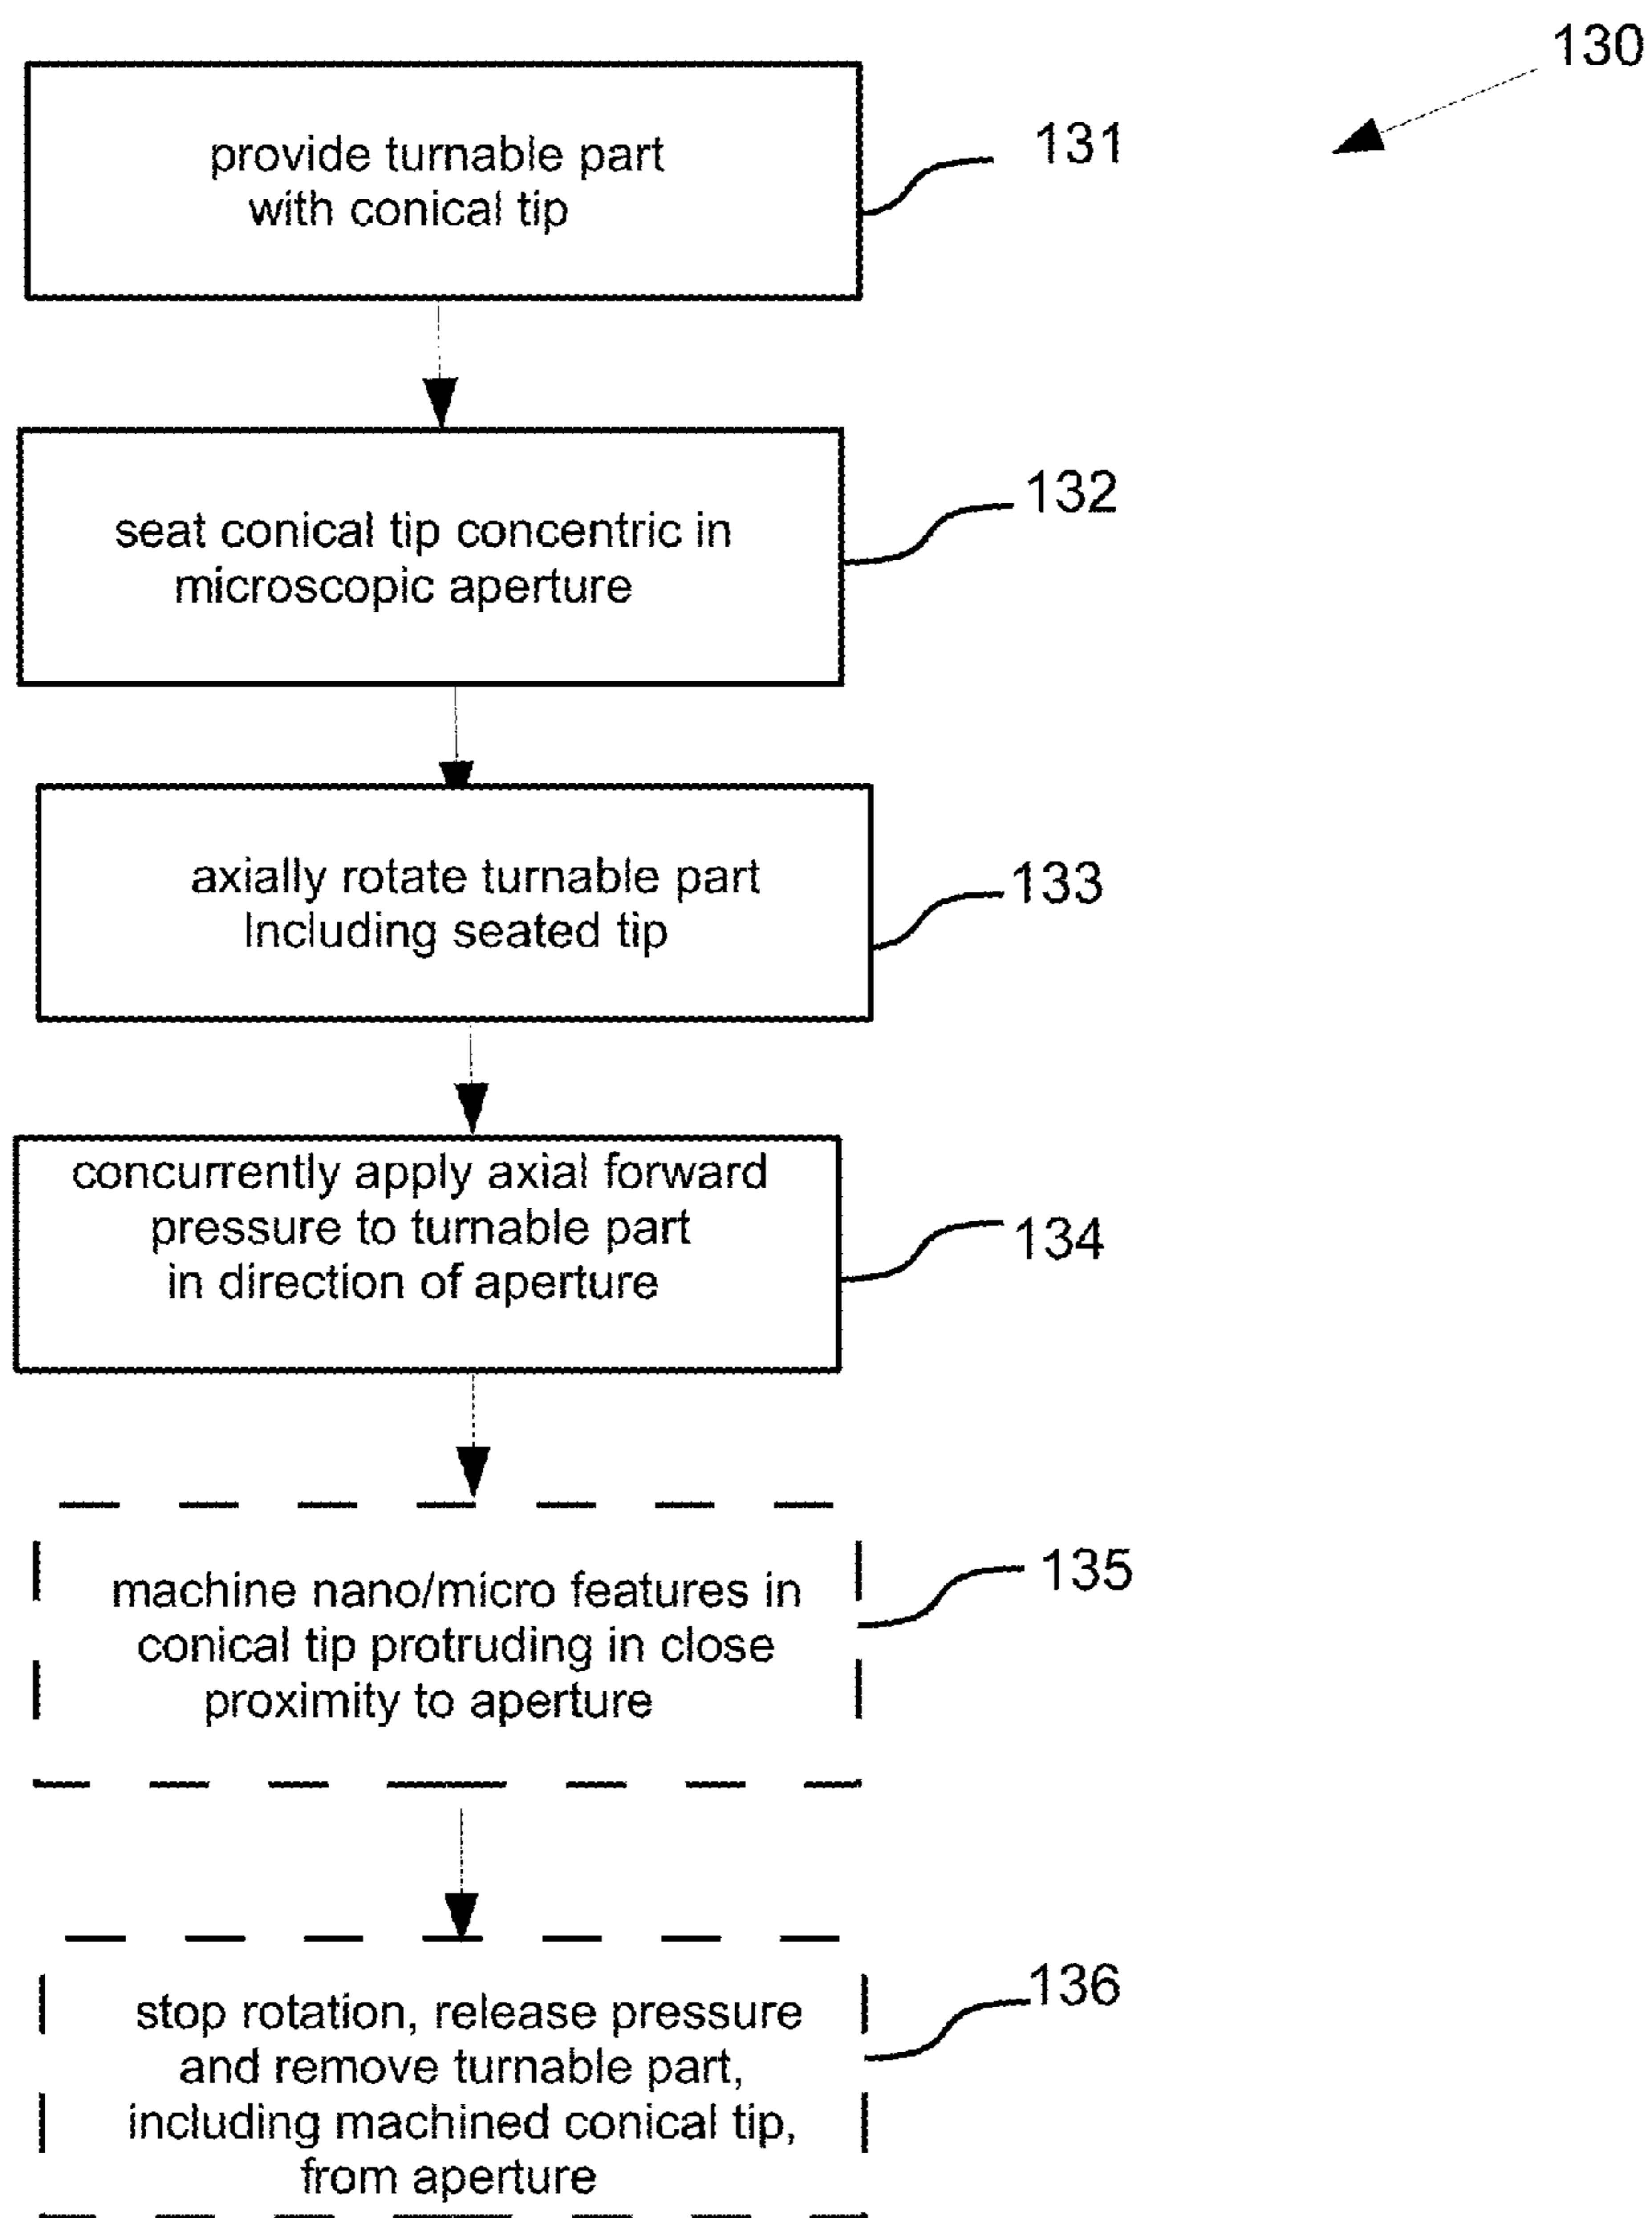 130
provide turnable part
with conical tip
131
seat conical tip concentric in
microscopic aperture
132
axially rotate turnable part
Including seated tip
133
concurrently apply axial forward
pressure to turnable part
in direction of aperture
134
machine nano/micro features in
conical tip protruding in close
proximity to aperture
135
stop rotation, release pressure
and remove turnable part,
including machined conical tip,
from aperture
136